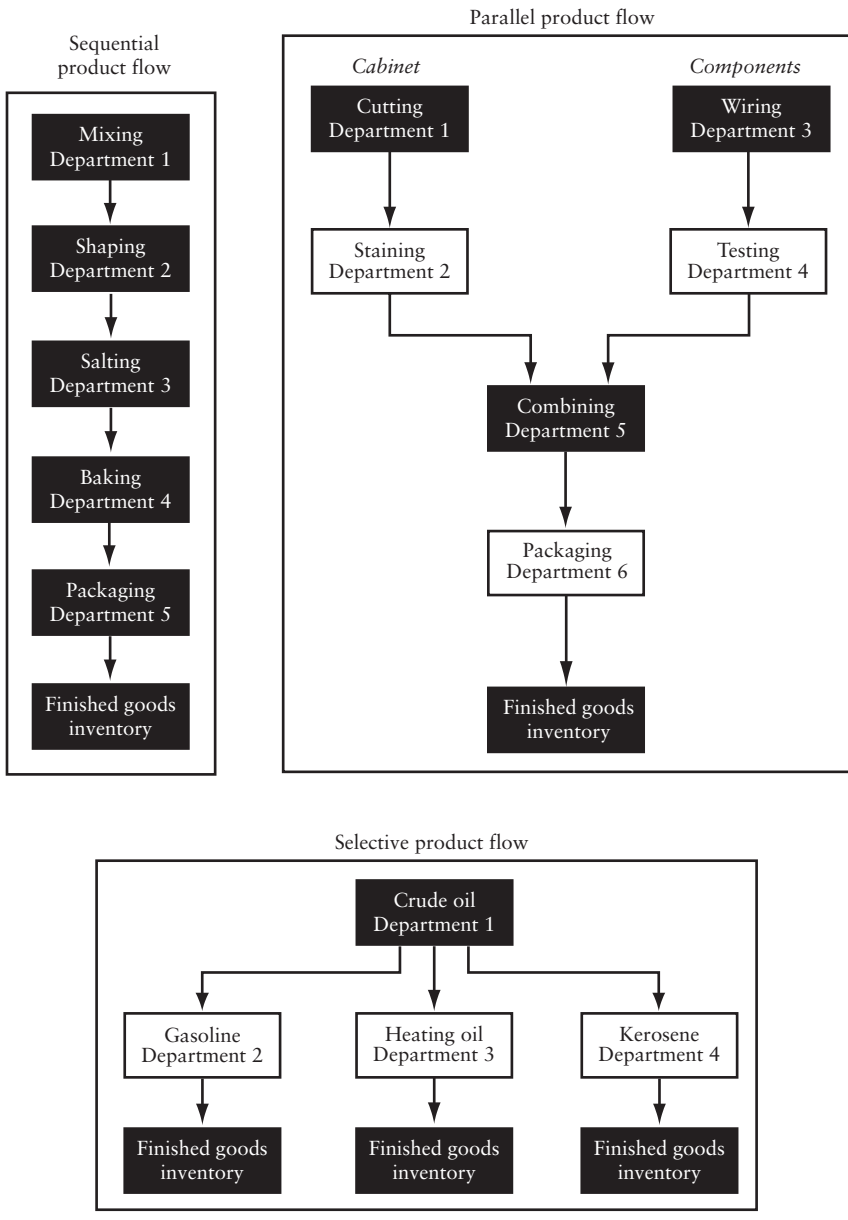 Sequential
product flow
Mixing
Department 1
Shaping
Department 2
Salting
Department 3
Baking
Department 4
Packaging
Department 5
Finished goods
inventory
Parallel product flow
Cabinet
Cutting
Department 1
Staining
Department 2
Components
Wiring
Department 3
Testing
Department 4
Combining
Department 5
Packaging
Department 6
Finished goods
inventory
Selective product flow
Crude oil
Department 1
Gasoline
Department 2
Heating oil
Department 3
Kerosene
Department 4
Finished goods
inventory
Finished goods
inventory
Finished goods
inventory